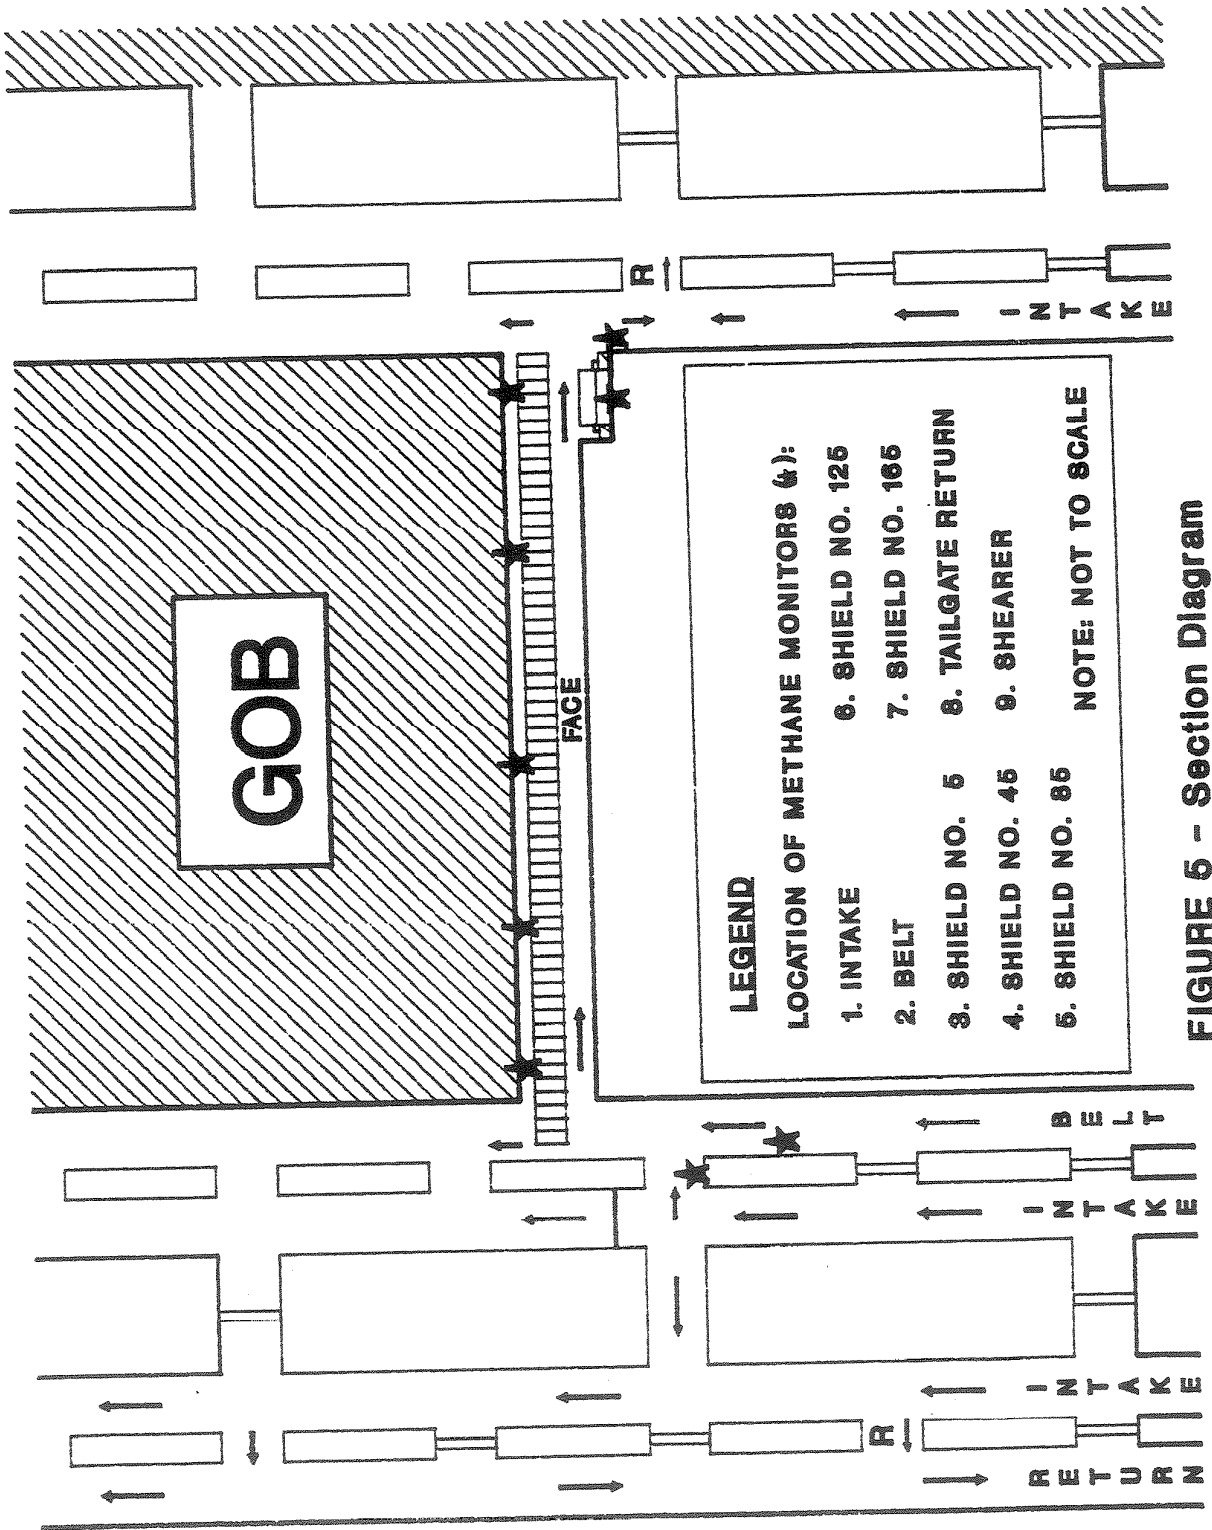 GOB
FACE
R
INTAKE
LEGEND
LOCATION OF METHANE MONITORS (★):
1. INTAKE
2. BELT
3. SHIELD NO. 5
4. SHIELD NO. 45
5. SHIELD NO. 85
6. SHIELD NO. 125
7. SHIELD NO. 165
8. TAILGATE RETURN
9. SHEARER
NOTE: NOT TO SCALE
BELT
INTAKE
INTAKE
R
RETURN
FIGURE 5 - Section Diagram